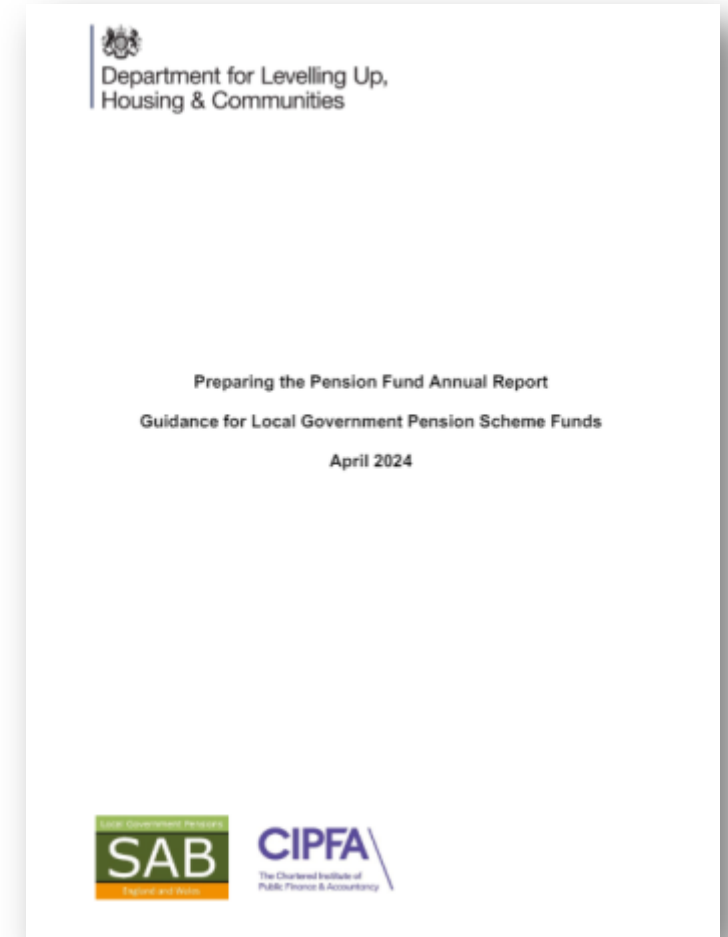 Department for Levelling Up,
Housing & Communities
Preparing the Pension Fund Annual Report
Guidance for Local Government Pension Scheme Funds
April 2024
Local Government Pensions
SAB
England and Wales
CIPFA
The Chartered Institute of
Public Finance & Accountancy